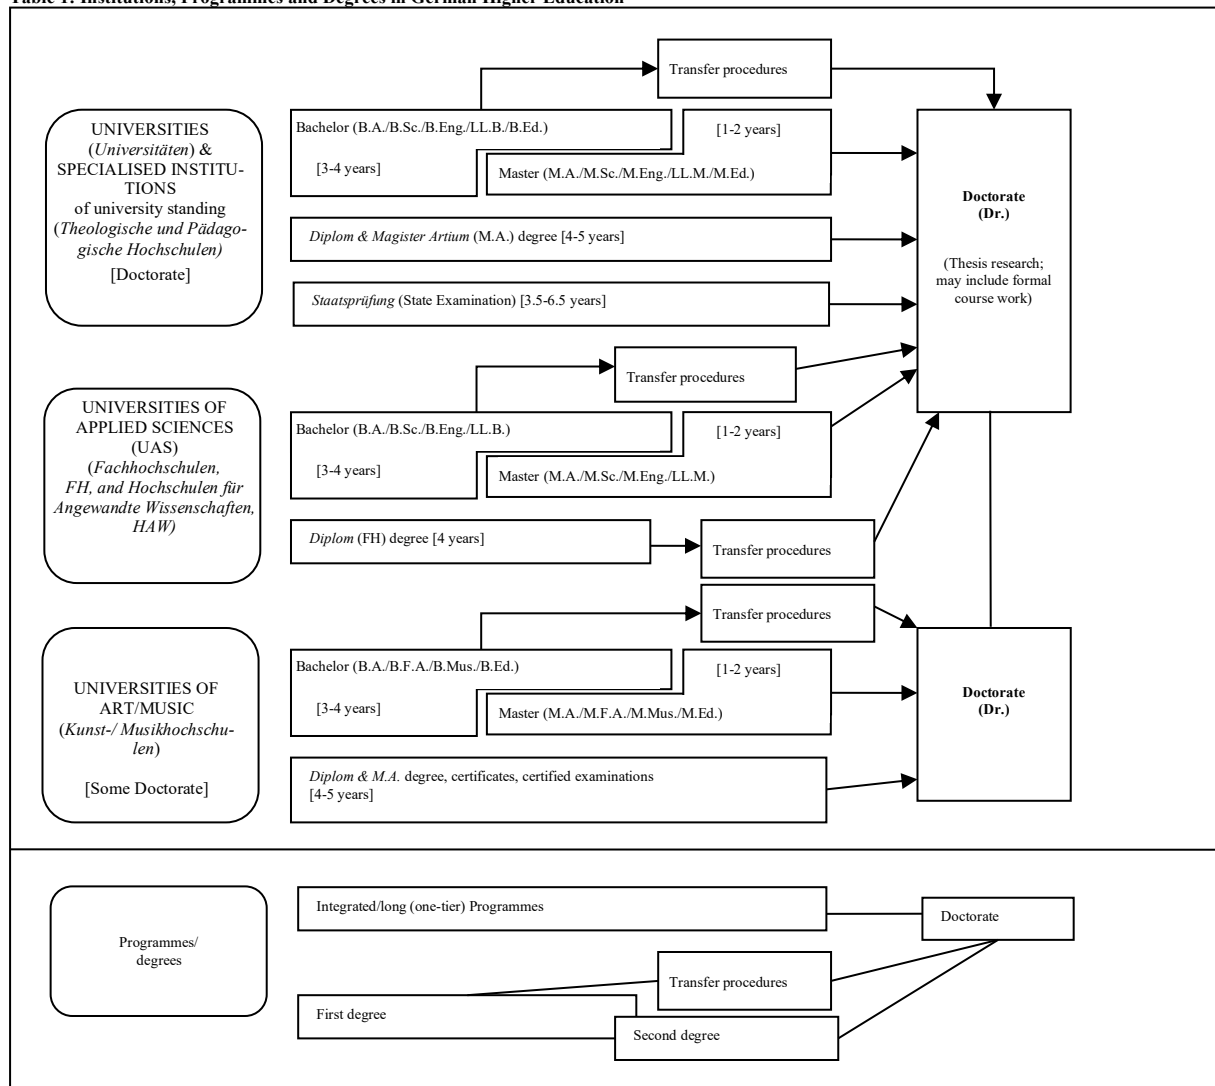 Table 1: Institutions, Programmes and Degrees in German Higher Education
Transfer procedures
UNIVERSITIES
(Universitäten) &
SPECIALISED INSTITU-
TIONS
of university standing
(Theologische und Pädago-
gische Hochschulen)
[Doctorate]
Bachelor (B.A./B.Sc./B.Eng./LL.B./B.Ed.)
[3-4 years]
[1-2 years]
Master (M.A./M.Sc./M.Eng./LL.M./M.Ed.)
Diplom & Magister Artium (M.A.) degree [4-5 years]
Staatsprüfung (State Examination) [3.5-6.5 years]
Doctorate
(Dr.)
(Thesis research;
may include formal
course work)
Transfer procedures
UNIVERSITIES OF
APPLIED SCIENCES
(UAS)
(Fachhochschulen,
FH, and Hochschulen für
Angewandte Wissenschaften,
HAW)
Bachelor (B.A./B.Sc./B.Eng./LL.B.)
[3-4 years]
[1-2 years]
Master (M.A./M.Sc./M.Eng./LL.M.)
Diplom (FH) degree [4 years]
Transfer procedures
Transfer procedures
UNIVERSITIES OF
ART/MUSIC
(Kunst-/ Musikhochschu-
len)
[Some Doctorate]
Bachelor (B.A./B.F.A./B.Mus./B.Ed.)
[3-4 years]
[1-2 years]
Master (M.A./M.F.A./M.Mus./M.Ed.)
Diplom & M.A. degree, certificates, certified examinations
[4-5 years]
Doctorate
(Dr.)
Programmes/
degrees
Integrated/long (one-tier) Programmes
Doctorate
Transfer procedures
First degree
Second degree